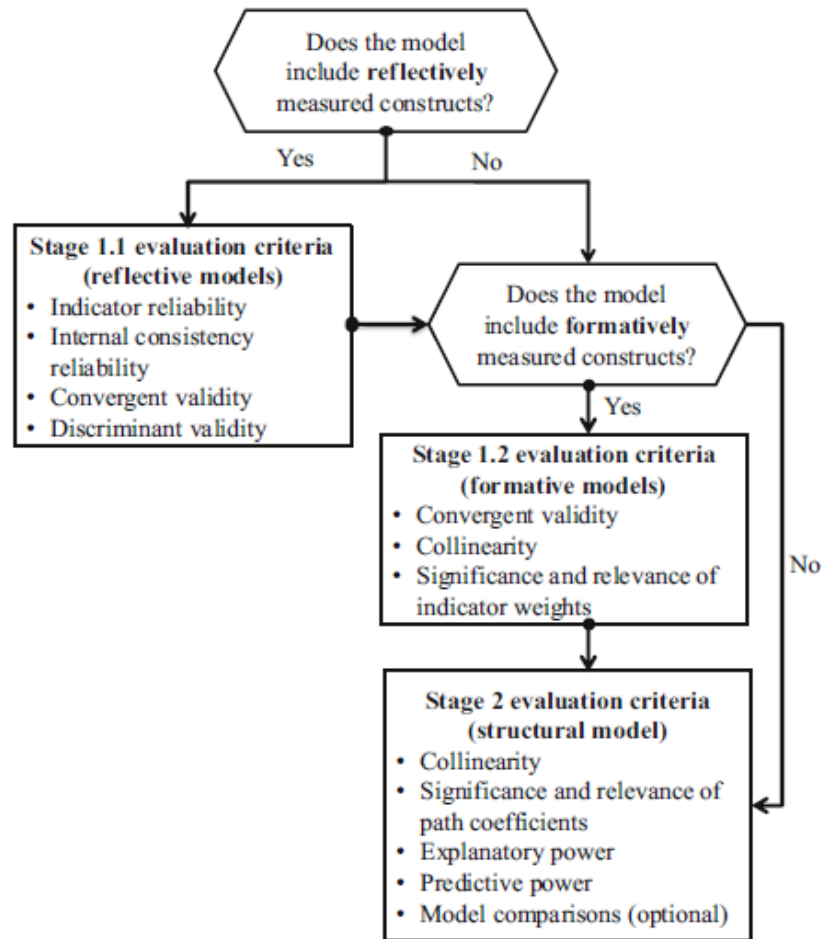 Does the model
include reflectively
measured constructs?
Yes
No
Stage 1.1 evaluation criteria
(reflective models)
• Indicator reliability
• Internal consistency
reliability
• Convergent validity
• Discriminant validity
Does the model
include formatively
measured constructs?
Yes
No
Stage 1.2 evaluation criteria
(formative models)
• Convergent validity
• Collinearity
• Significance and relevance of
indicator weights
Stage 2 evaluation criteria
(structural model)
• Collinearity
• Significance and relevance of
path coefficients
• Explanatory power
• Predictive power
• Model comparisons (optional)